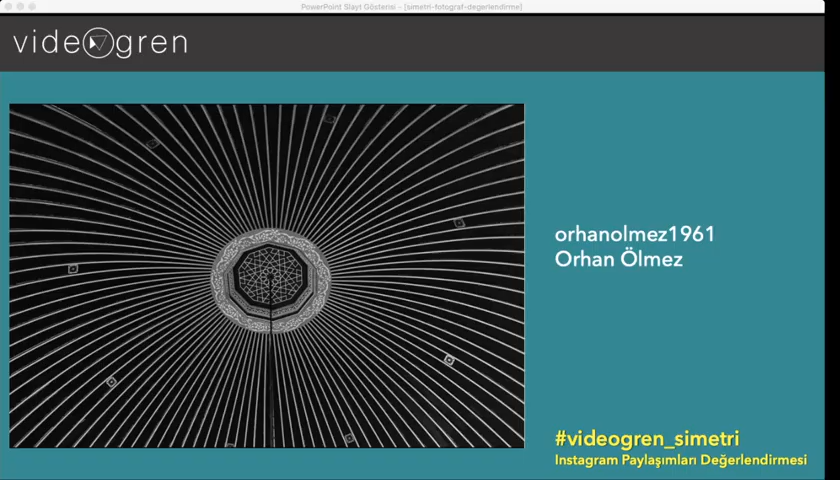 PowerPoint Slayt Gösterisi - [simetri-fotograf-degerlendirme]
videogren
orhanolmez1961
Orhan Ölmez
#videogren_simetri
Instagram Paylaşımları Değerlendirmesi